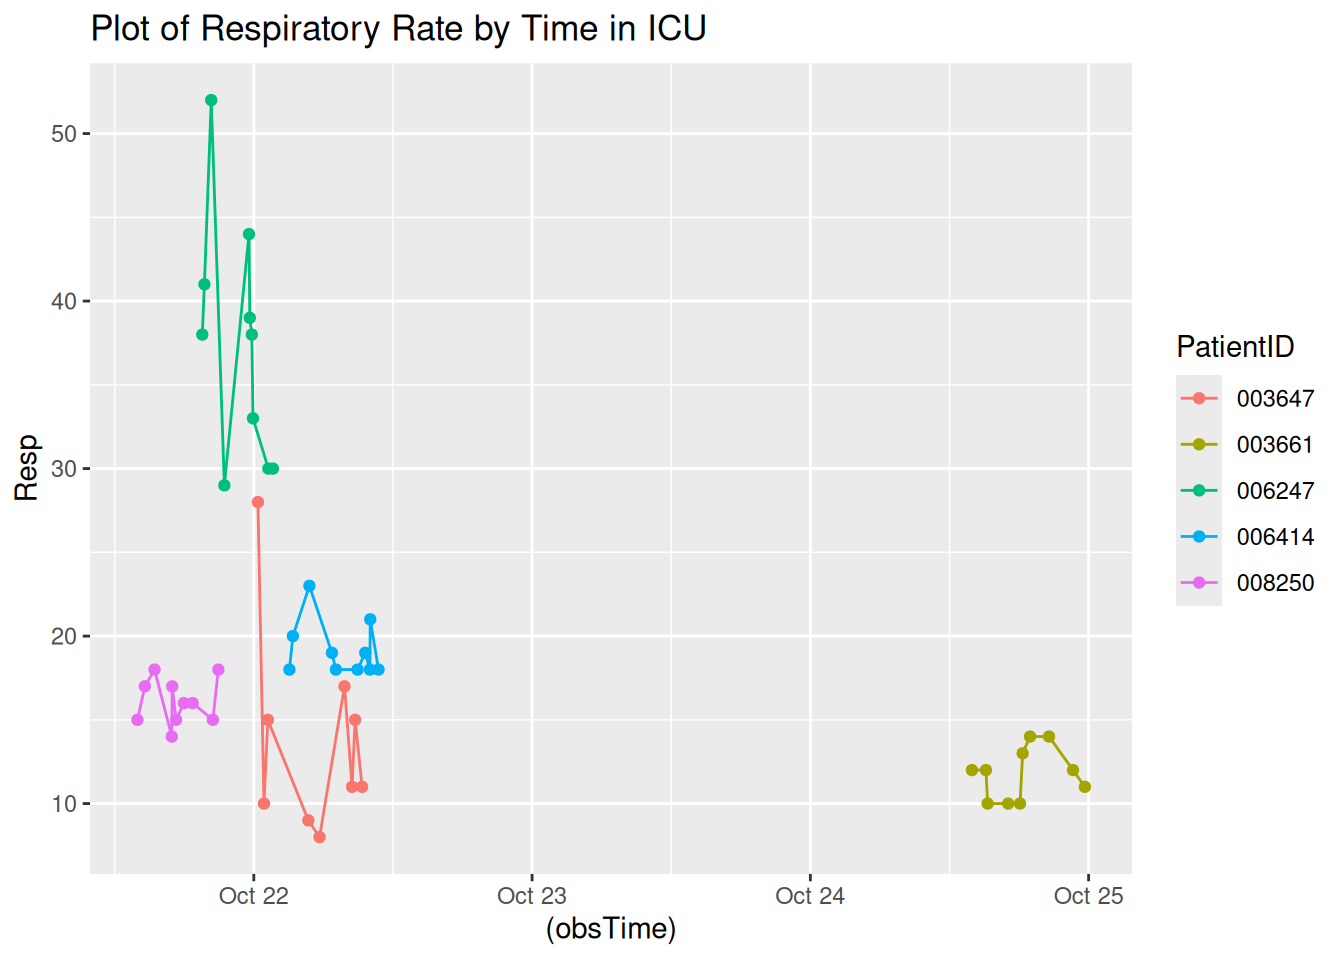 Plot of Respiratory Rate by Time in ICU
50
40
30
20
10
Resp
Oct 22
Oct 23
Oct 24
Oct 25
(obsTime)
PatientID
003647
003661
006247
006414
008250